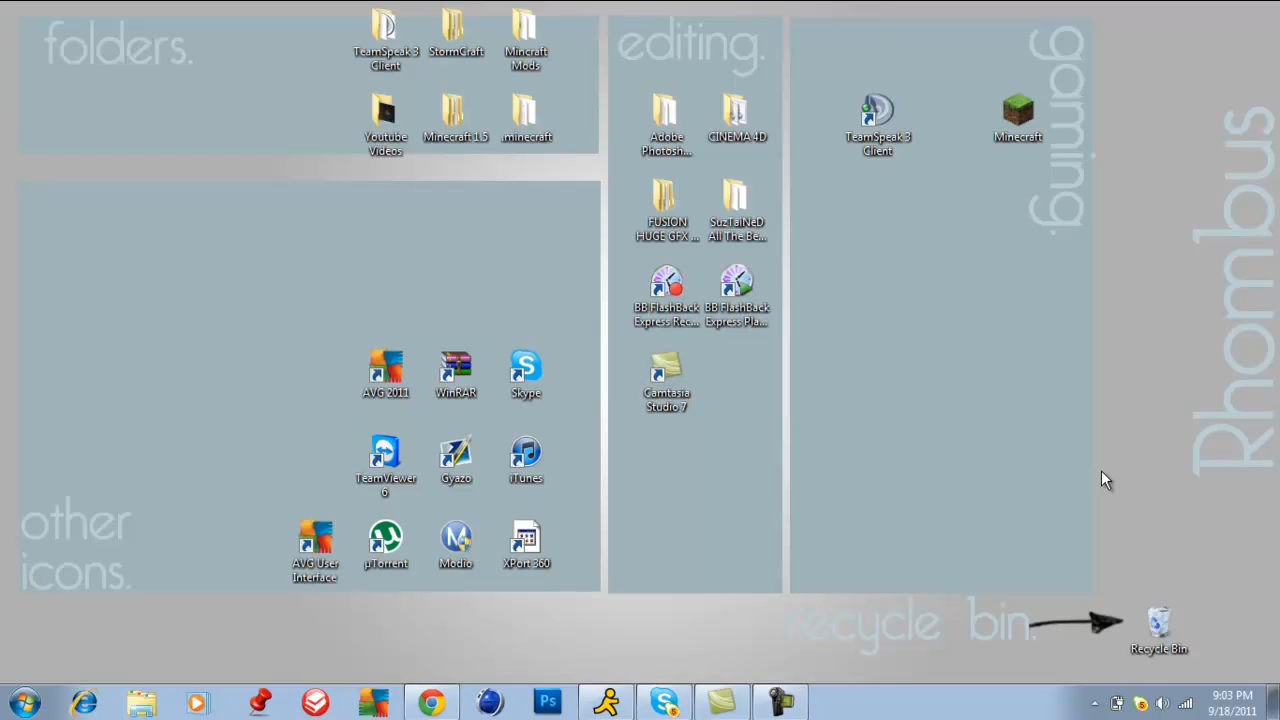 folders.
TeamSpeak 3
Client
StormCraft
Mincraft
Mods
Youtube
Videos
Minecraft 1.5
.minecraft
editing.
Adobe
Photosh...
CINEMA 4D
FUSION
HUGE GFX ...
SuzTaiNeD
All The Be...
BB FlashBack
Express Rec...
BB FlashBack
Express Pla...
Camtasia
Studio 7
gaming.
TeamSpeak 3
Client
Minecraft
Rhombus
other
icons.
AVG 2011
WinRAR
Skype
TeamViewer
6
Gyazo
iTunes
AVG User
Interface
µTorrent
Modio
XPort 360
recycle bin.
Recycle Bin
Ps
9:03 PM
9/18/2011